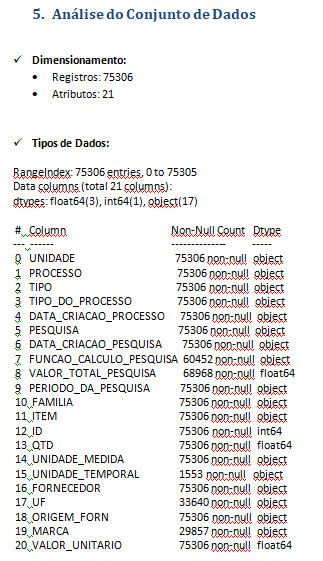 5. Análise do Conjunto de Dados
✓ Dimensionamento:
• Registros: 75306
• Atributos: 21
✓ Tipos de Dados:
RangeIndex: 75306 entries, 0 to 75305
Data columns (total 21 columns):
dtypes: float64(3), int64(1), object(17)
# Column Non-Null Count Dtype
--- ------ -------------- -----
0 UNIDADE 75306 non-null object
1 PROCESSO 75306 non-null object
2 TIPO 75306 non-null object
3 TIPO_DO_PROCESSO 75306 non-null object
4 DATA_CRIACAO_PROCESSO 75306 non-null object
5 PESQUISA 75306 non-null object
6 DATA_CRIACAO_PESQUISA 75306 non-null object
7 FUNCAO_CALCULO_PESQUISA 60452 non-null object
8 VALOR_TOTAL_PESQUISA 68968 non-null float64
9 PERIODO_DA_PESQUISA 75306 non-null object
10 FAMILIA 75306 non-null object
11 ITEM 75306 non-null object
12 ID 75306 non-null int64
13 QTD 75306 non-null float64
14 UNIDADE_MEDIDA 75306 non-null object
15 UNIDADE_TEMPORAL 1553 non-null object
16 FORNECEDOR 75306 non-null object
17 UF 33640 non-null object
18 ORIGEM_FORN 75306 non-null object
19 MARCA 29857 non-null object
20 VALOR_UNITARIO 75306 non-null float64